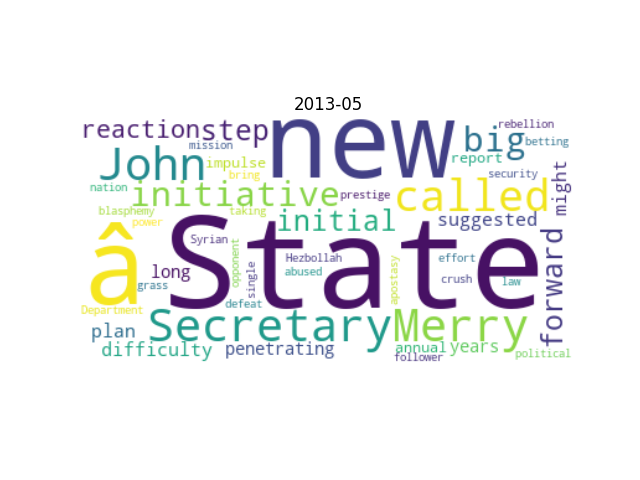 2013-05
reaction step new big rebellion
mission betting
John impulse report
bring security
nation initiative prestige called might
blasphemy taking initial suggested
power
â State forward
Syrian Hezbollah effort
long opponent single abused apostasy crush law
grass
Department defeat
plan Secretary Merry
difficulty penetrating annual years
follower political